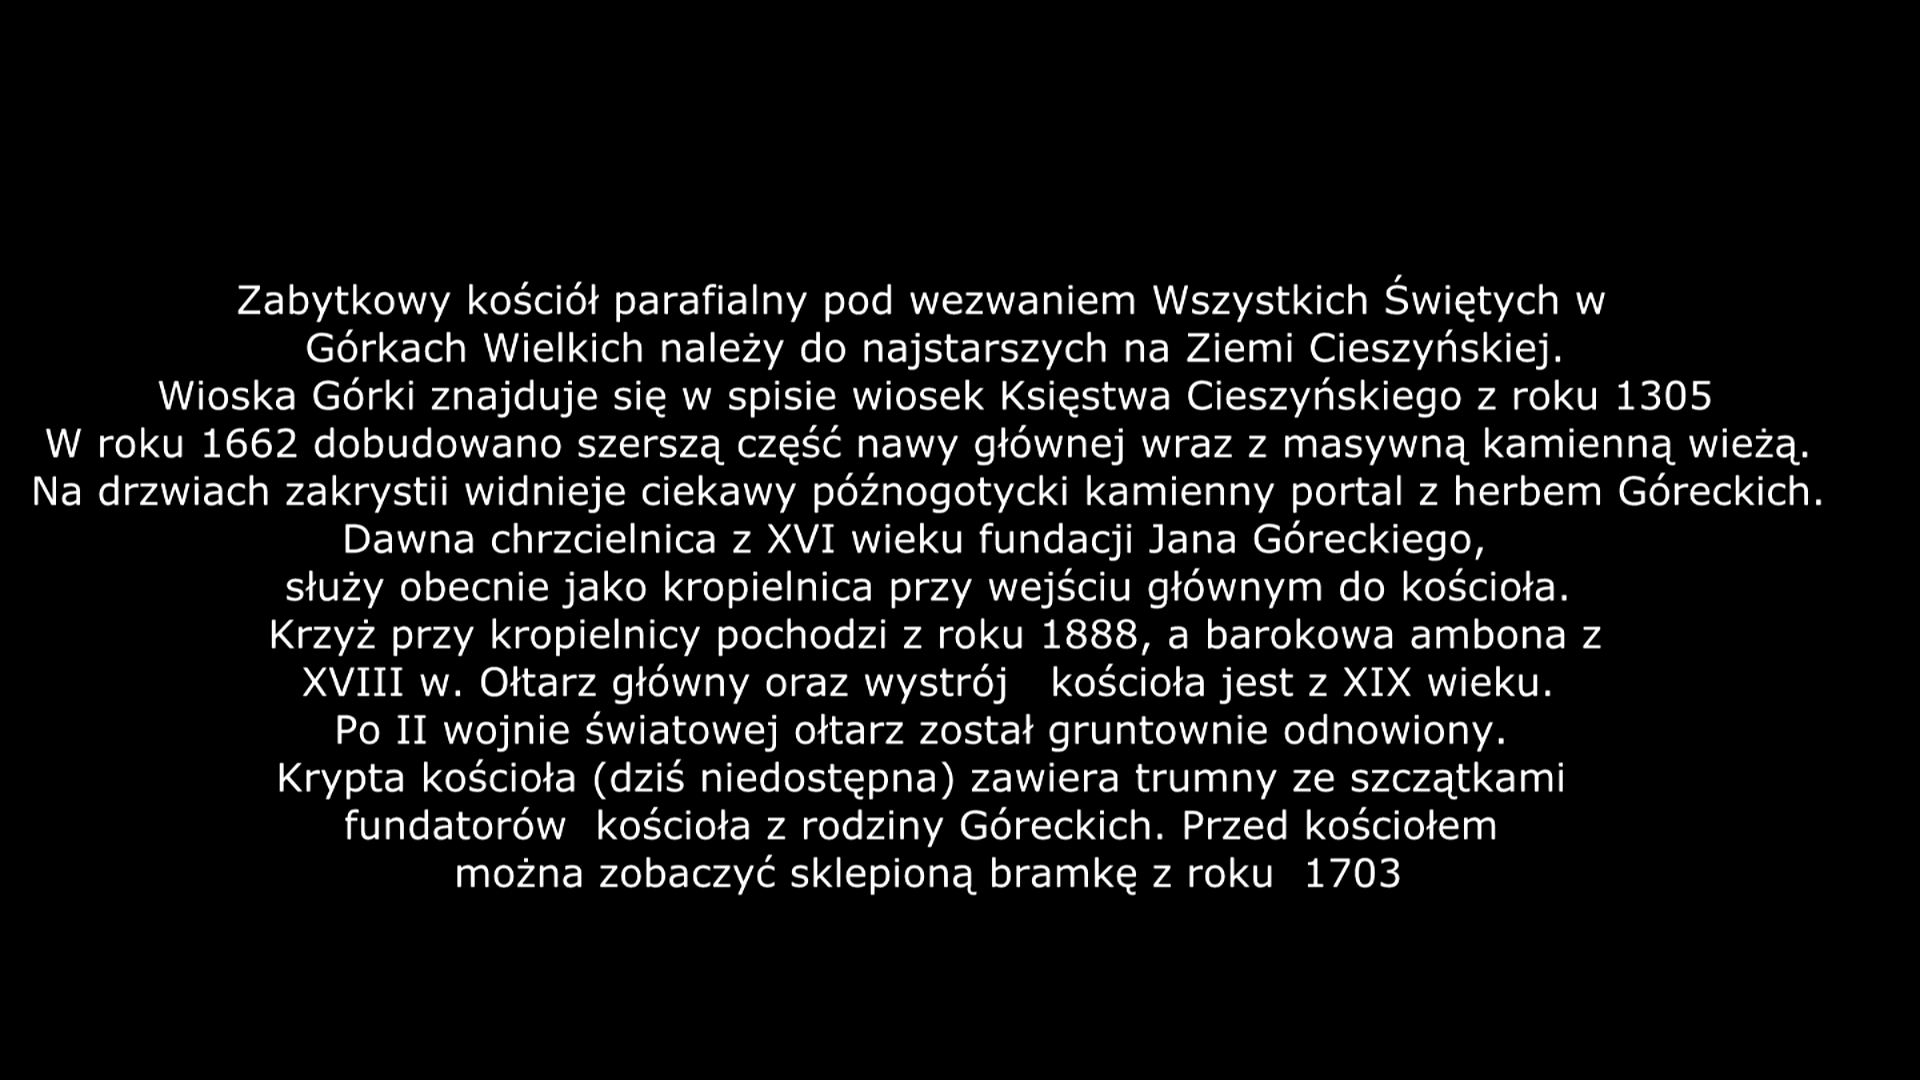 Zabytkowy kościół parafialny pod wezwaniem Wszystkich Świętych w
Górkach Wielkich należy do najstarszych na Ziemi Cieszyńskiej.
Wioska Górki znajduje się w spisie wiosek Księstwa Cieszyńskiego z roku 1305
W roku 1662 dobudowano szerszą część nawy głównej wraz z masywną kamienną wieżą.
Na drzwiach zakrystii widnieje ciekawy późnogotycki kamienny portal z herbem Góreckich.
Dawna chrzcielnica z XVI wieku fundacji Jana Góreckiego,
służy obecnie jako kropielnica przy wejściu głównym do kościoła.
Krzyż przy kropielnicy pochodzi z roku 1888, a barokowa ambona z
XVIII w. Ołtarz główny oraz wystrój   kościoła jest z XIX wieku.
Po II wojnie światowej ołtarz został gruntownie odnowiony.
Krypta kościoła (dziś niedostępna) zawiera trumny ze szczątkami
fundatorów  kościoła z rodziny Góreckich. Przed kościołem
można zobaczyć sklepioną bramkę z roku  1703